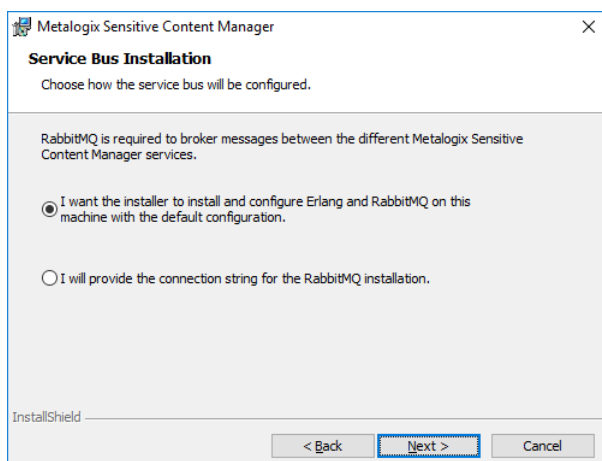 Metalogix Sensitive Content Manager
Service Bus Installation
Choose how the service bus will be configured.
RabbitMQ is required to broker messages between the different Metalogix Sensitive
Content Manager services.
I want the installer to install and configure Erlang and RabbitMQ on this
machine with the default configuration.
I will provide the connection string for the RabbitMQ installation.
InstallShield
< Back
Next >
Cancel